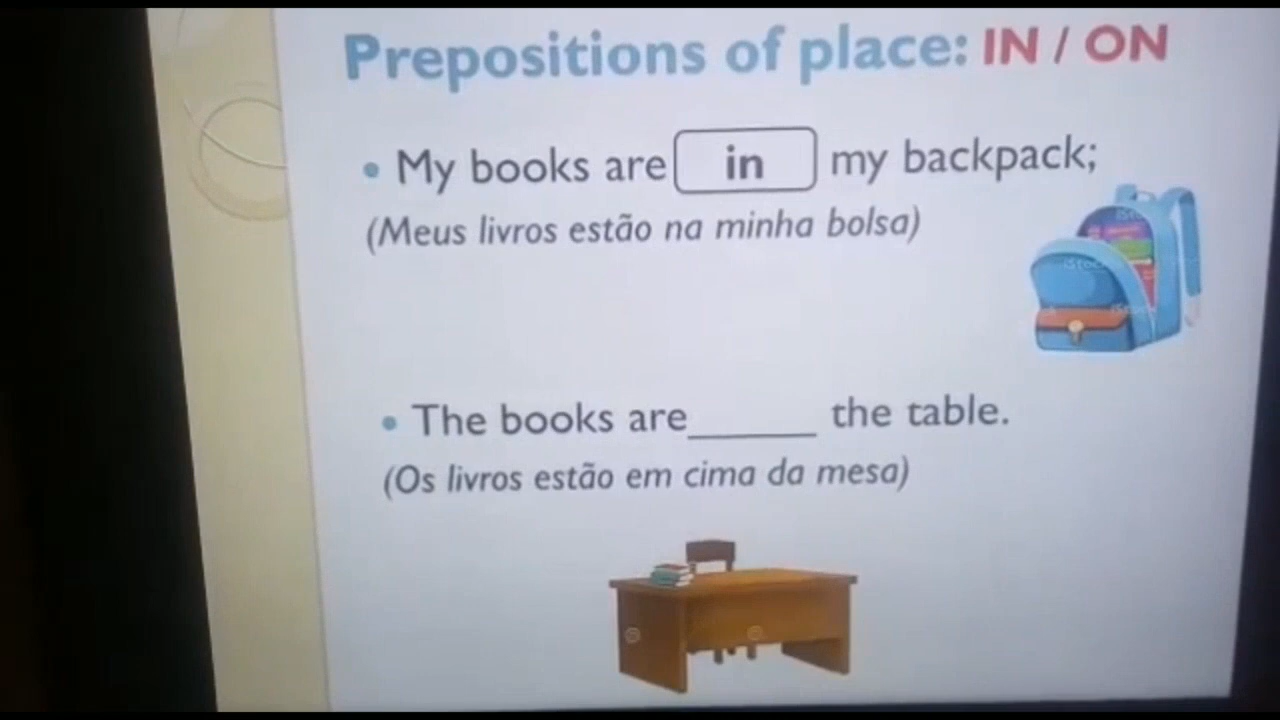 Prepositions of place: IN / ON
• My books are in my backpack;
(Meus livros estão na minha bolsa)
• The books are______ the table.
(Os livros estão em cima da mesa)